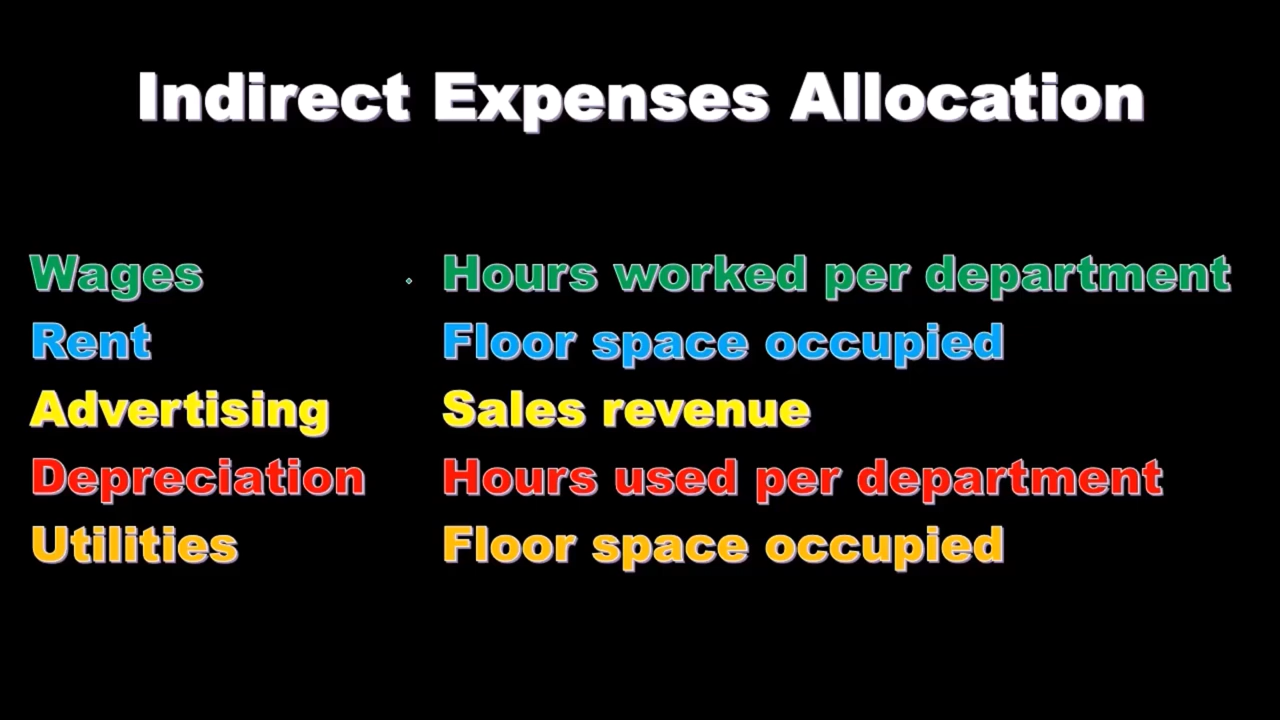 Indirect Expenses Allocation
Wages Hours worked per department
Rent Floor space occupied
Advertising Sales revenue
Depreciation Hours used per department
Utilities Floor space occupied